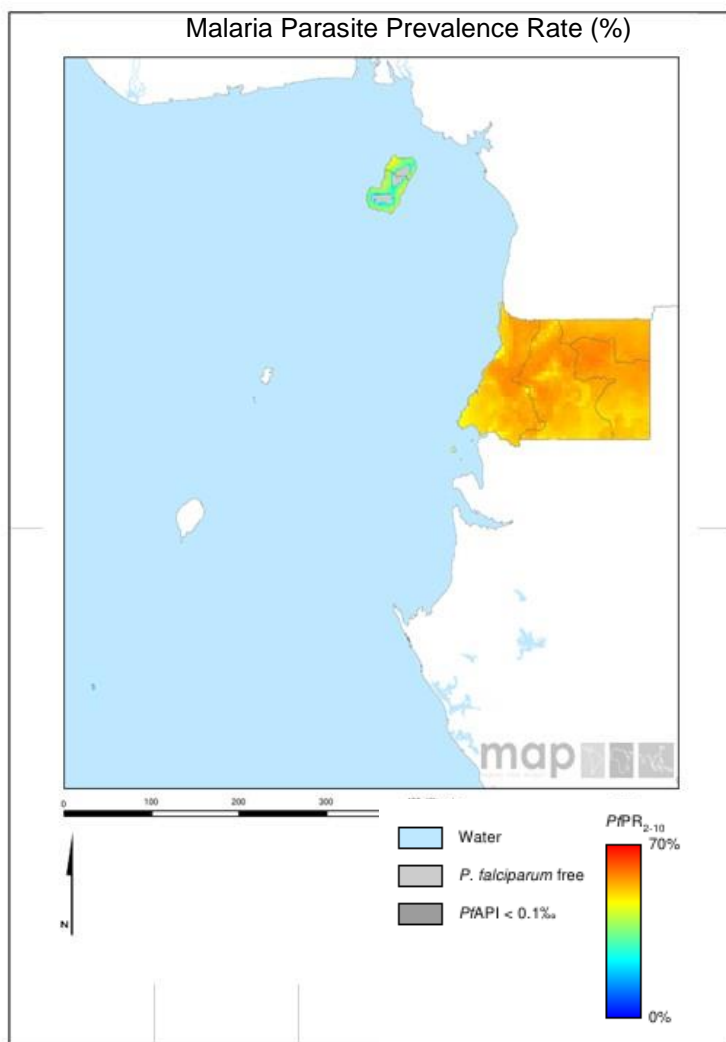 Malaria Parasite Prevalence Rate (%)
map
0 100 200 300
Water
P. falciparum free
PfAPI < 0.1‰
N
PfPR2-10
70%
0%